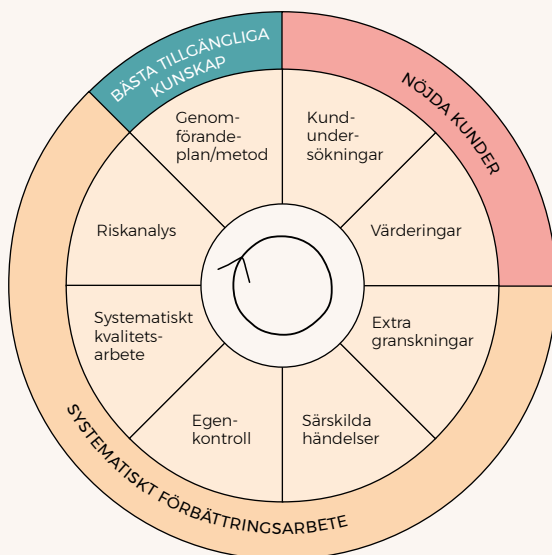 BÄSTA TILLGÄNGLIGA
KUNSKAP
NÖJDA KUNDER
Genom-
förande-
plan/metod
Kund-
under-
sökningar
Riskanalys
Värderingar
Systematiskt
kvalitets-
arbete
Extra
granskningar
Egen-
kontroll
Särskilda
händelser
SYSTEMATISKT FÖRBÄTTRINGSARBETE